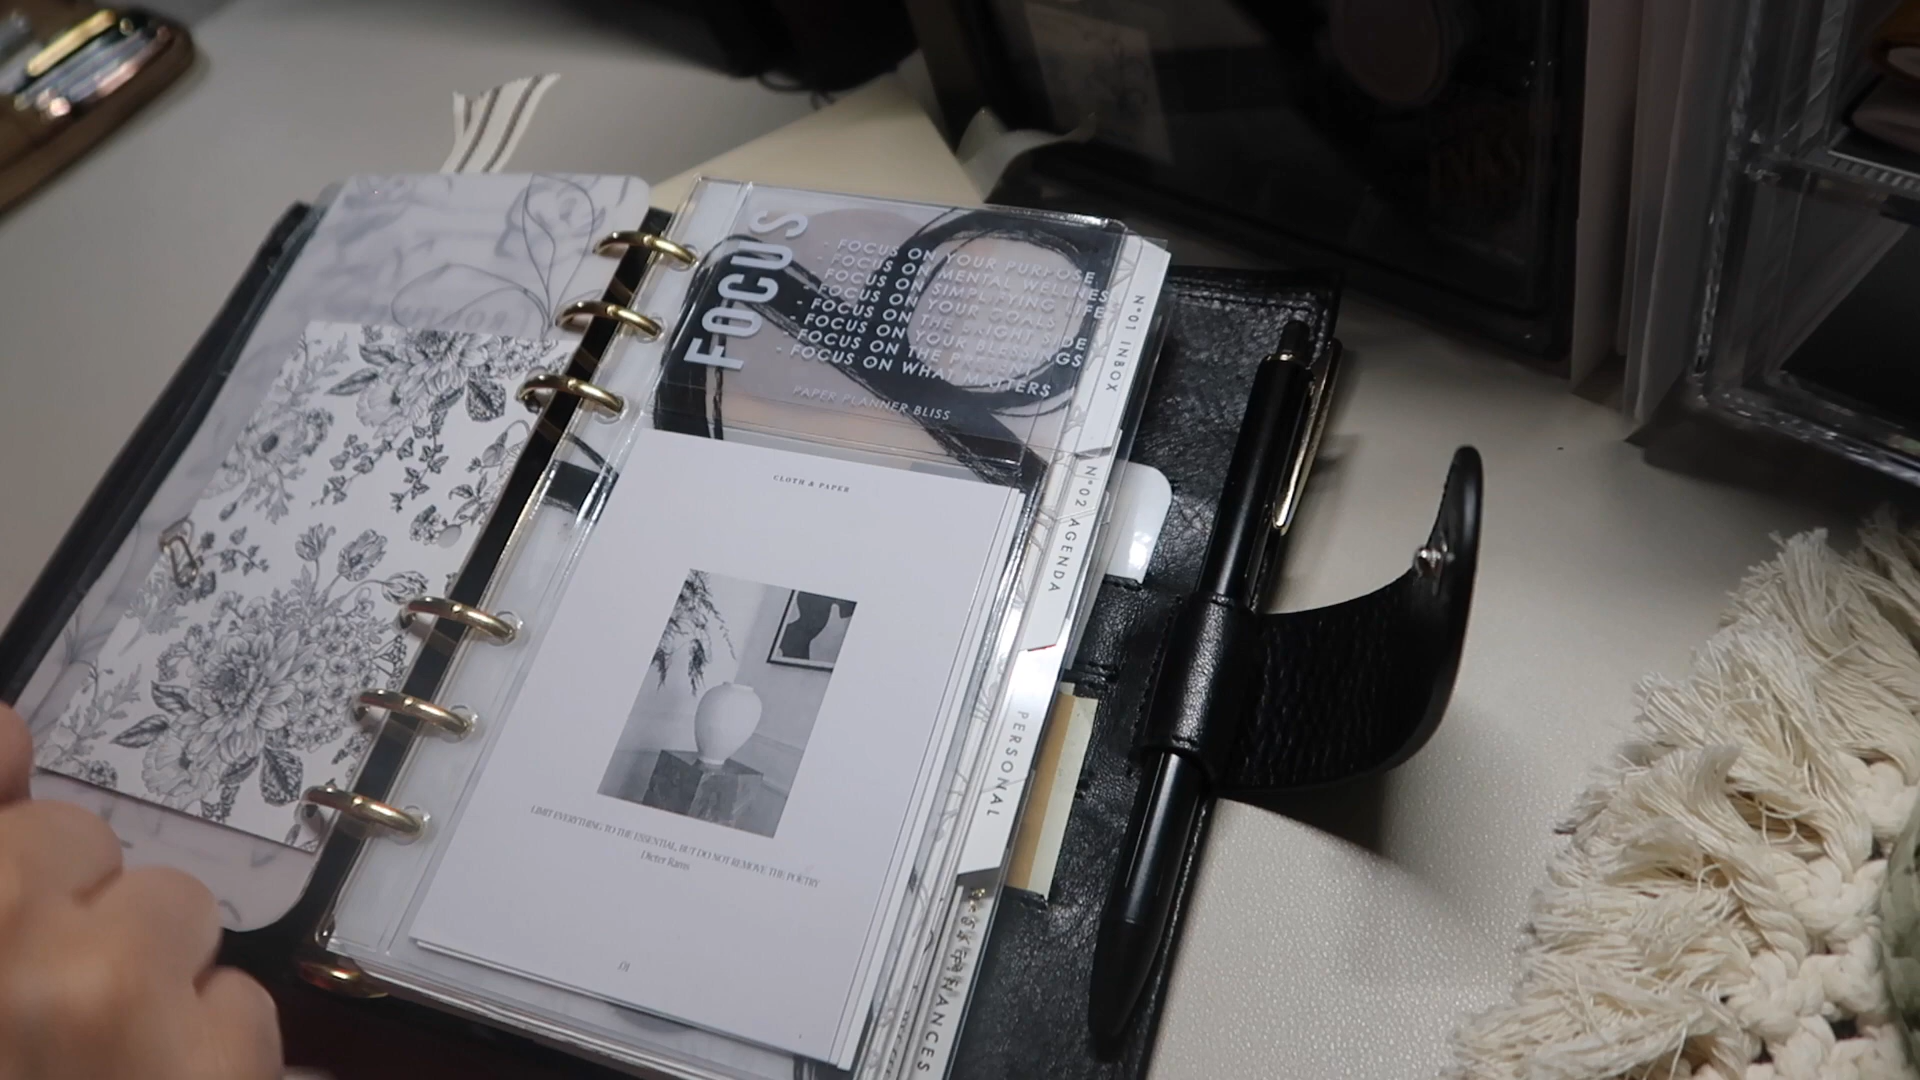 FOCUS
- FOCUS ON YOUR PURPOSE
- FOCUS ON MENTAL WELLNESS
FOCUS ON SIMPLIFYING LIFE
- FOCUS ON YOUR GOALS
- FOCUS ON THE BRIGHT SIDE
- FOCUS ON YOUR BLESSINGS
FOCUS ON THE PRESENT
- FOCUS ON WHAT MATTERS
PAPER PLANNER BLISS
CLOTH & PAPER
LIMIT EVERYTHING TO THE ESSENTIAL, BUT DO NOT REMOVE THE POETRY
Dieter Rams
01
N°01 INBOX
N°02 AGENDA
PERSONAL
FINANCES